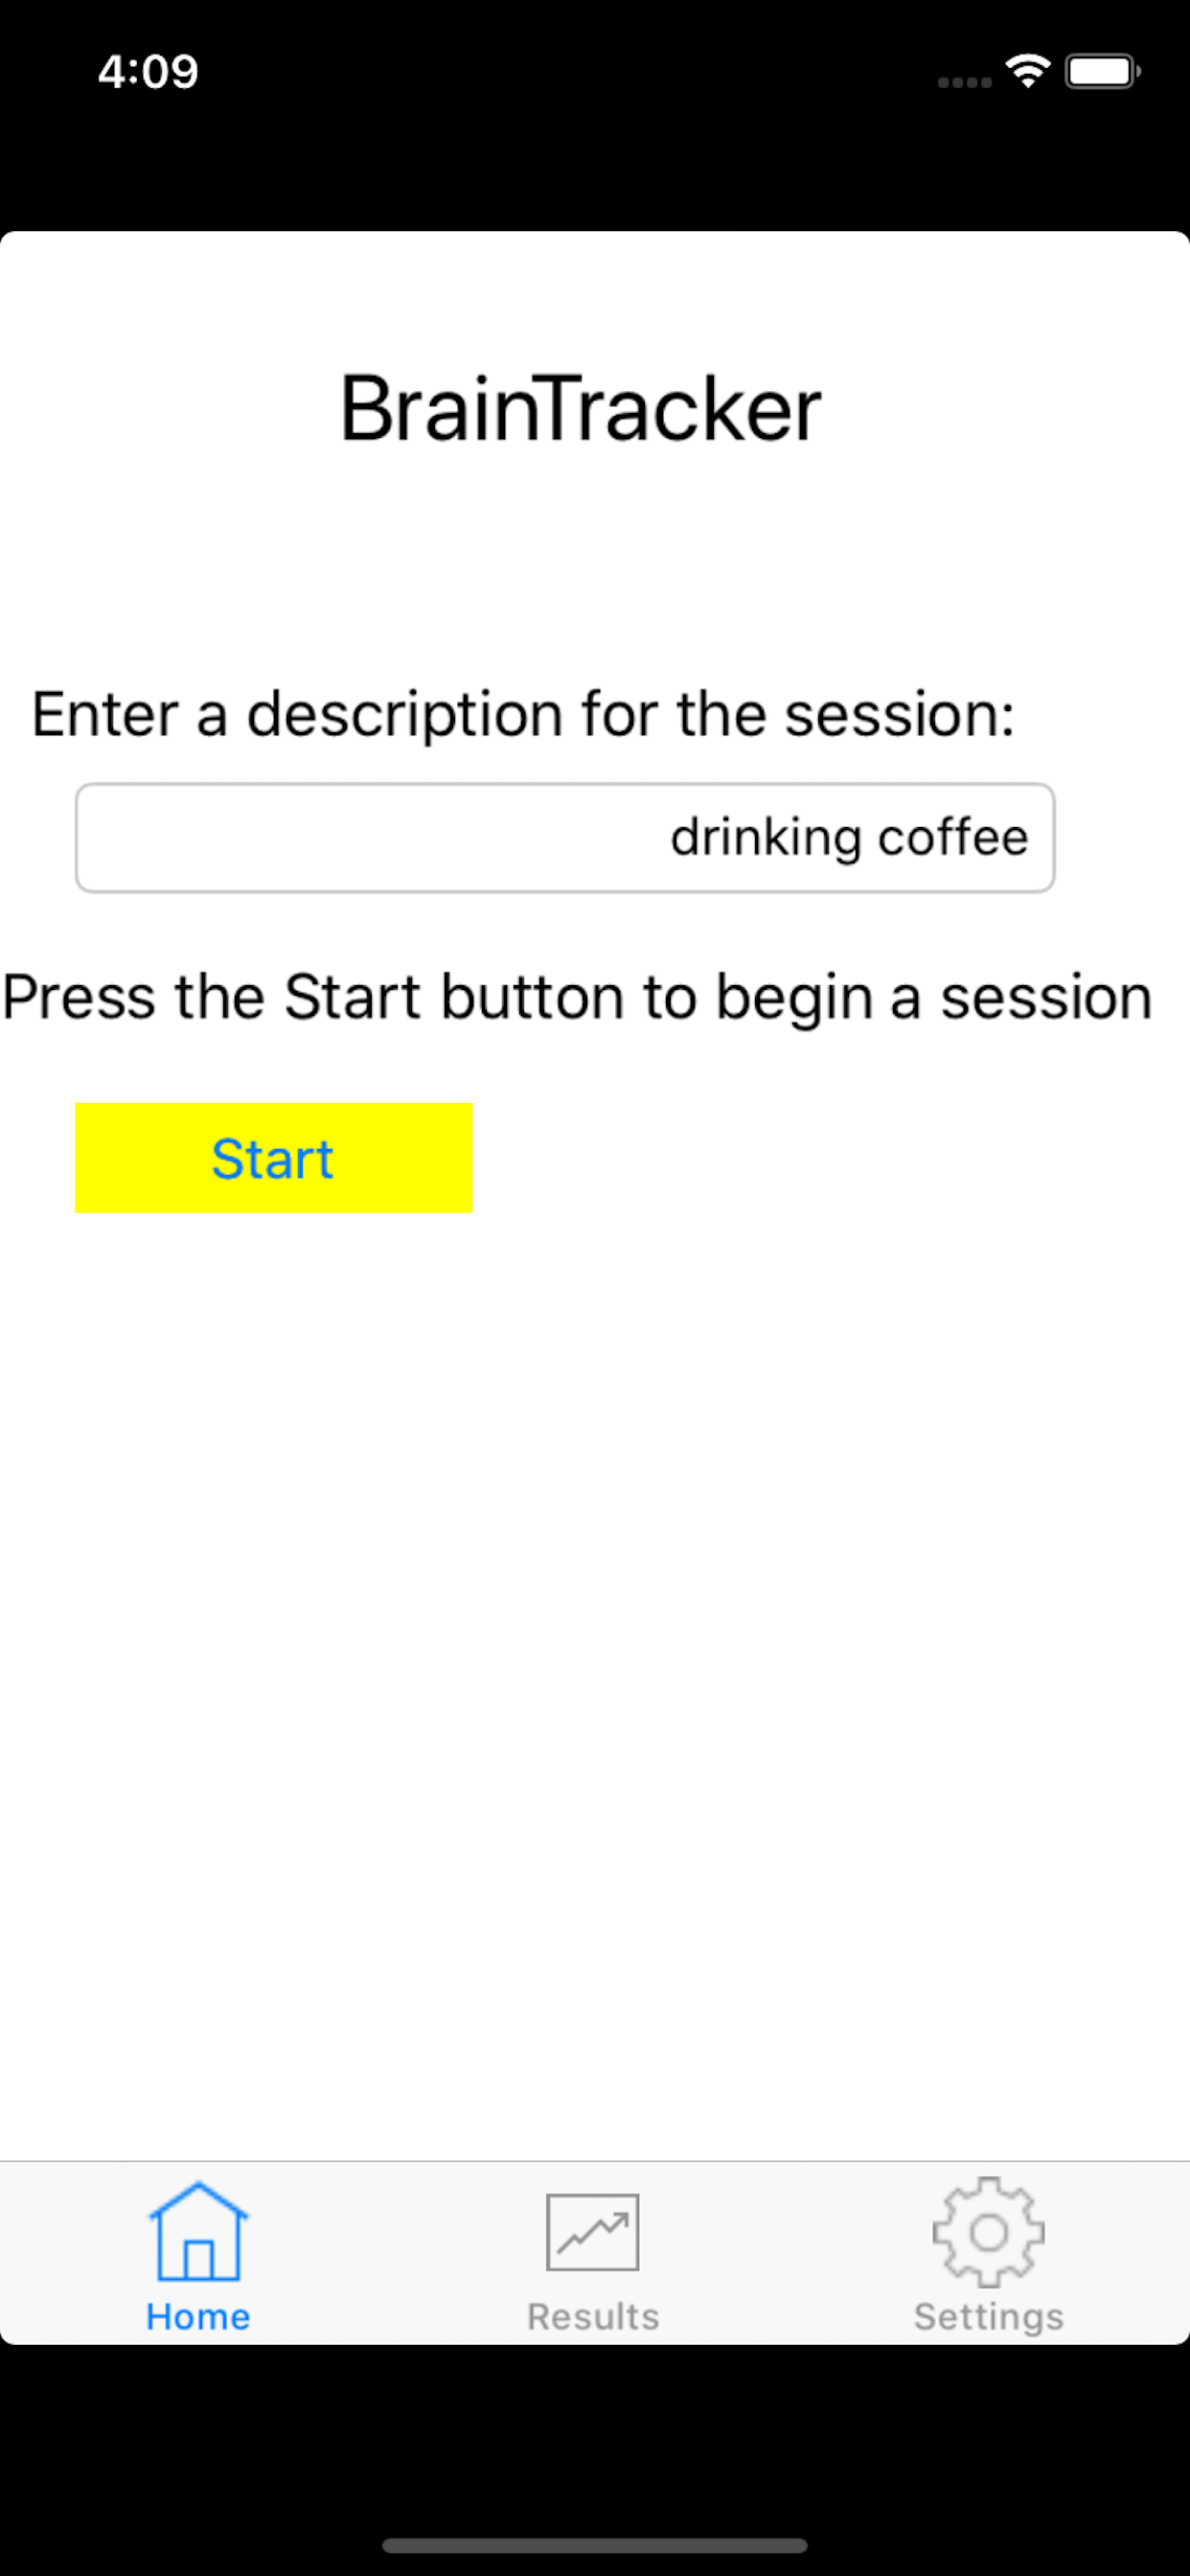 4:09
BrainTracker
Enter a description for the session:
drinking coffee
Press the Start button to begin a session
Start
Home Results Settings